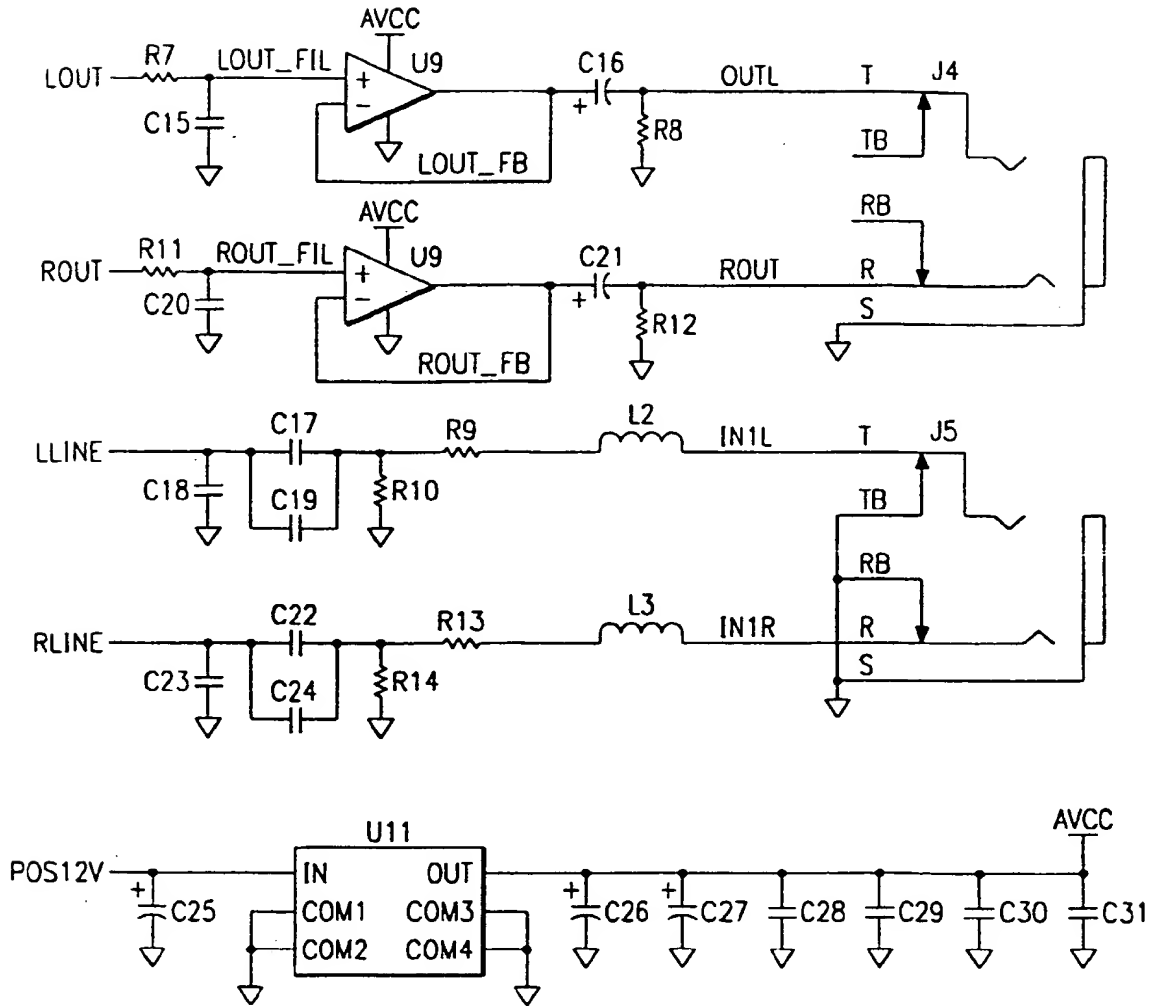 AVCC
R7 LOUT_FIL U9 C16 OUTL T J4
LOUT + +
C15 − R8
LOUT_FB TB
AVCC RB
R11 ROUT_FIL U9 C21 ROUT R
ROUT + +
C20 − R12 S
ROUT_FB
C17 R9 L2 IN1L T J5
LLINE
C18 C19 R10 TB
RB
C22 R13 L3 IN1R R
RLINE
C23 C24 R14 S
U11 AVCC
POS12V IN OUT
+ C25 COM1 COM3 + C26 + C27 C28 C29 C30 C31
COM2 COM4